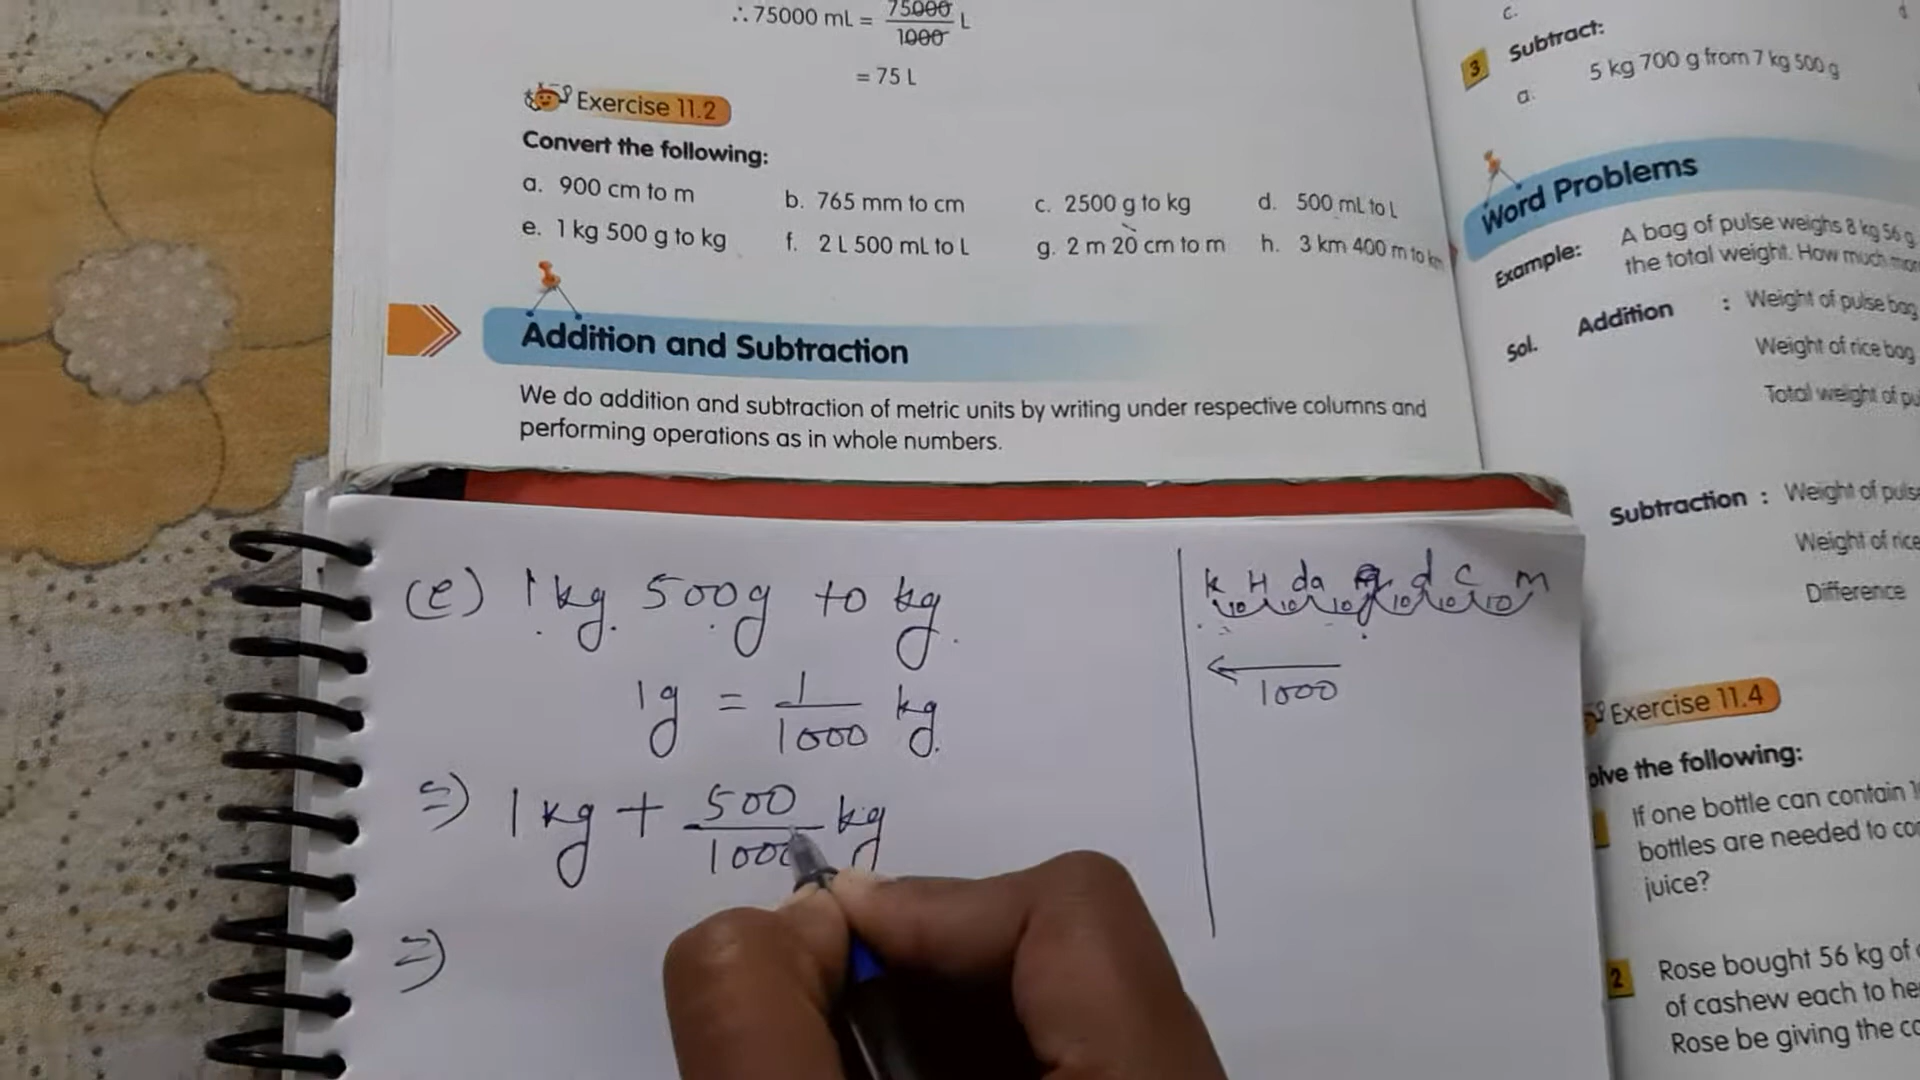 ∴ 75000 mL = 75000/1000 L
= 75 L
Exercise 11.2
Convert the following:
a. 900 cm to m b. 765 mm to cm c. 2500 g to kg d. 500 mL to L
e. 1 kg 500 g to kg f. 2 L 500 mL to L g. 2 m 20 cm to m h. 3 km 400 m to km
Addition and Subtraction
We do addition and subtraction of metric units by writing under respective columns and
performing operations as in whole numbers.
c.
3 Subtract:
a. 5 kg 700 g from 7 kg 500 g
Word Problems
Example: A bag of pulse weighs 8 kg 56 g
the total weight. How much
Sol. Addition : Weight of pulse bag
Weight of rice bag
Total weight of
Subtraction : Weight of
Weight of rice
Difference
Exercise 11.4
the following:
If one bottle can contain
bottles are needed to
juice?
2 Rose bought 56 kg of
of cashew each to
Rose be giving the
(e) 1 kg 500g to kg.
1g = 1/1000 kg.
⇒ 1 kg + 500/1000 kg
⇒
K H da g d c m
10 10 10 10 10 10
←
1000